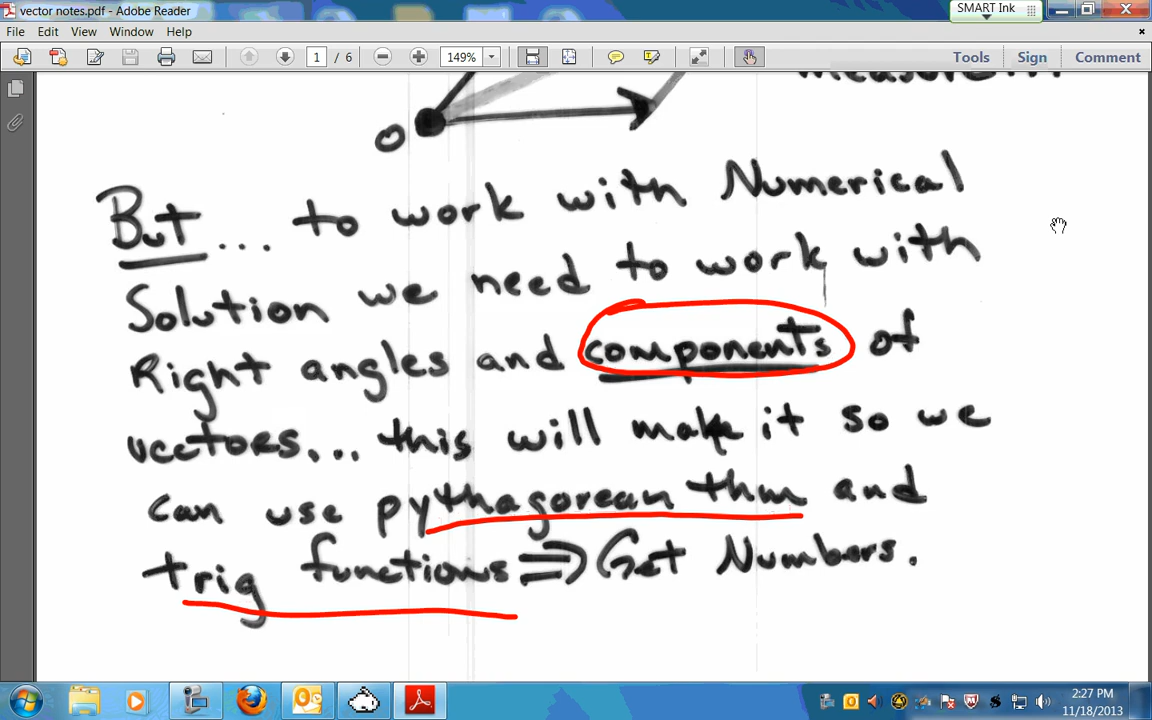 vector notes.pdf - Adobe Reader
SMART Ink
File Edit View Window Help
1 / 6 149% Tools Sign Comment
O
But... to work with Numerical
Solution we need to work with
Right angles and components of
vectors... this will make it so we
can use pythagorean thm and
trig functions ⇒ Get Numbers.
2:27 PM
11/18/2013